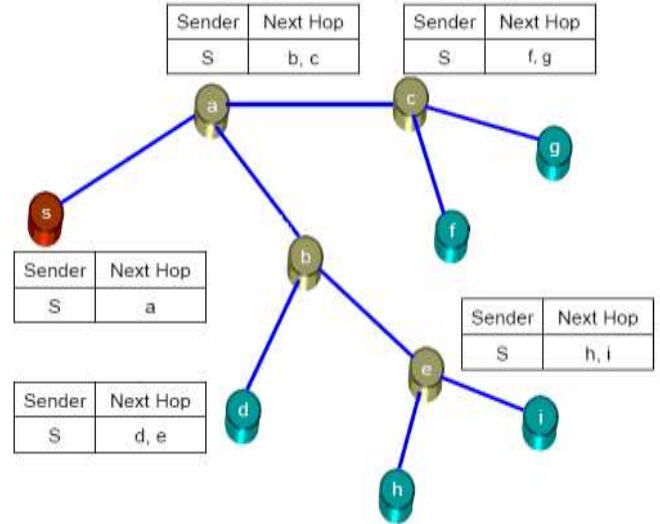 Sender Next Hop
S b, c
Sender Next Hop
S f, g
a
c
g
s
f
b
Sender Next Hop
S a
Sender Next Hop
S h, i
e
Sender Next Hop
S d, e
d
i
h